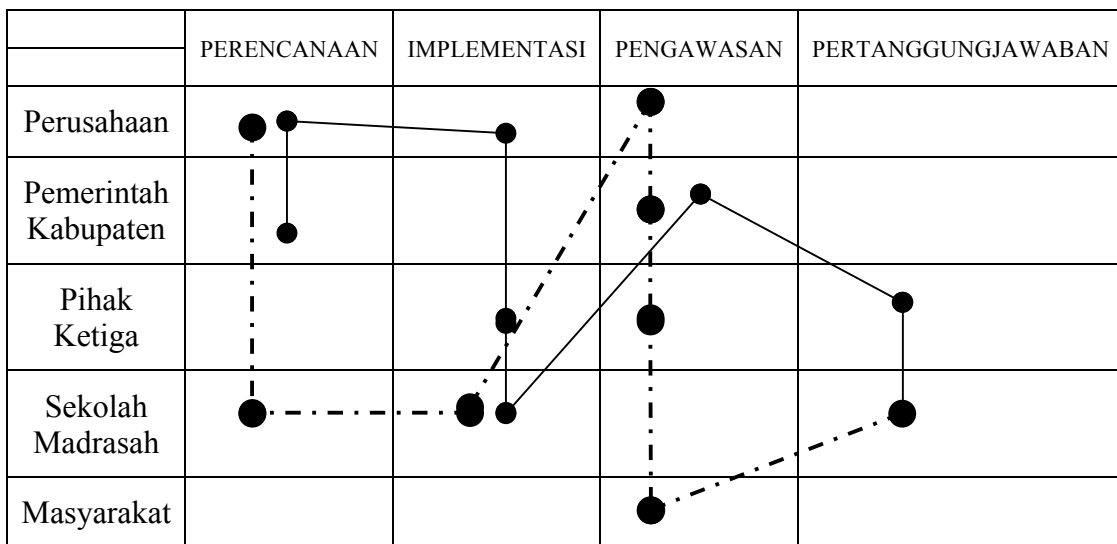 PERENCANAAN IMPLEMENTASI PENGAWASAN PERTANGGUNGJAWABAN
Perusahaan
Pemerintah
Kabupaten
Pihak
Ketiga
Sekolah
Madrasah
Masyarakat